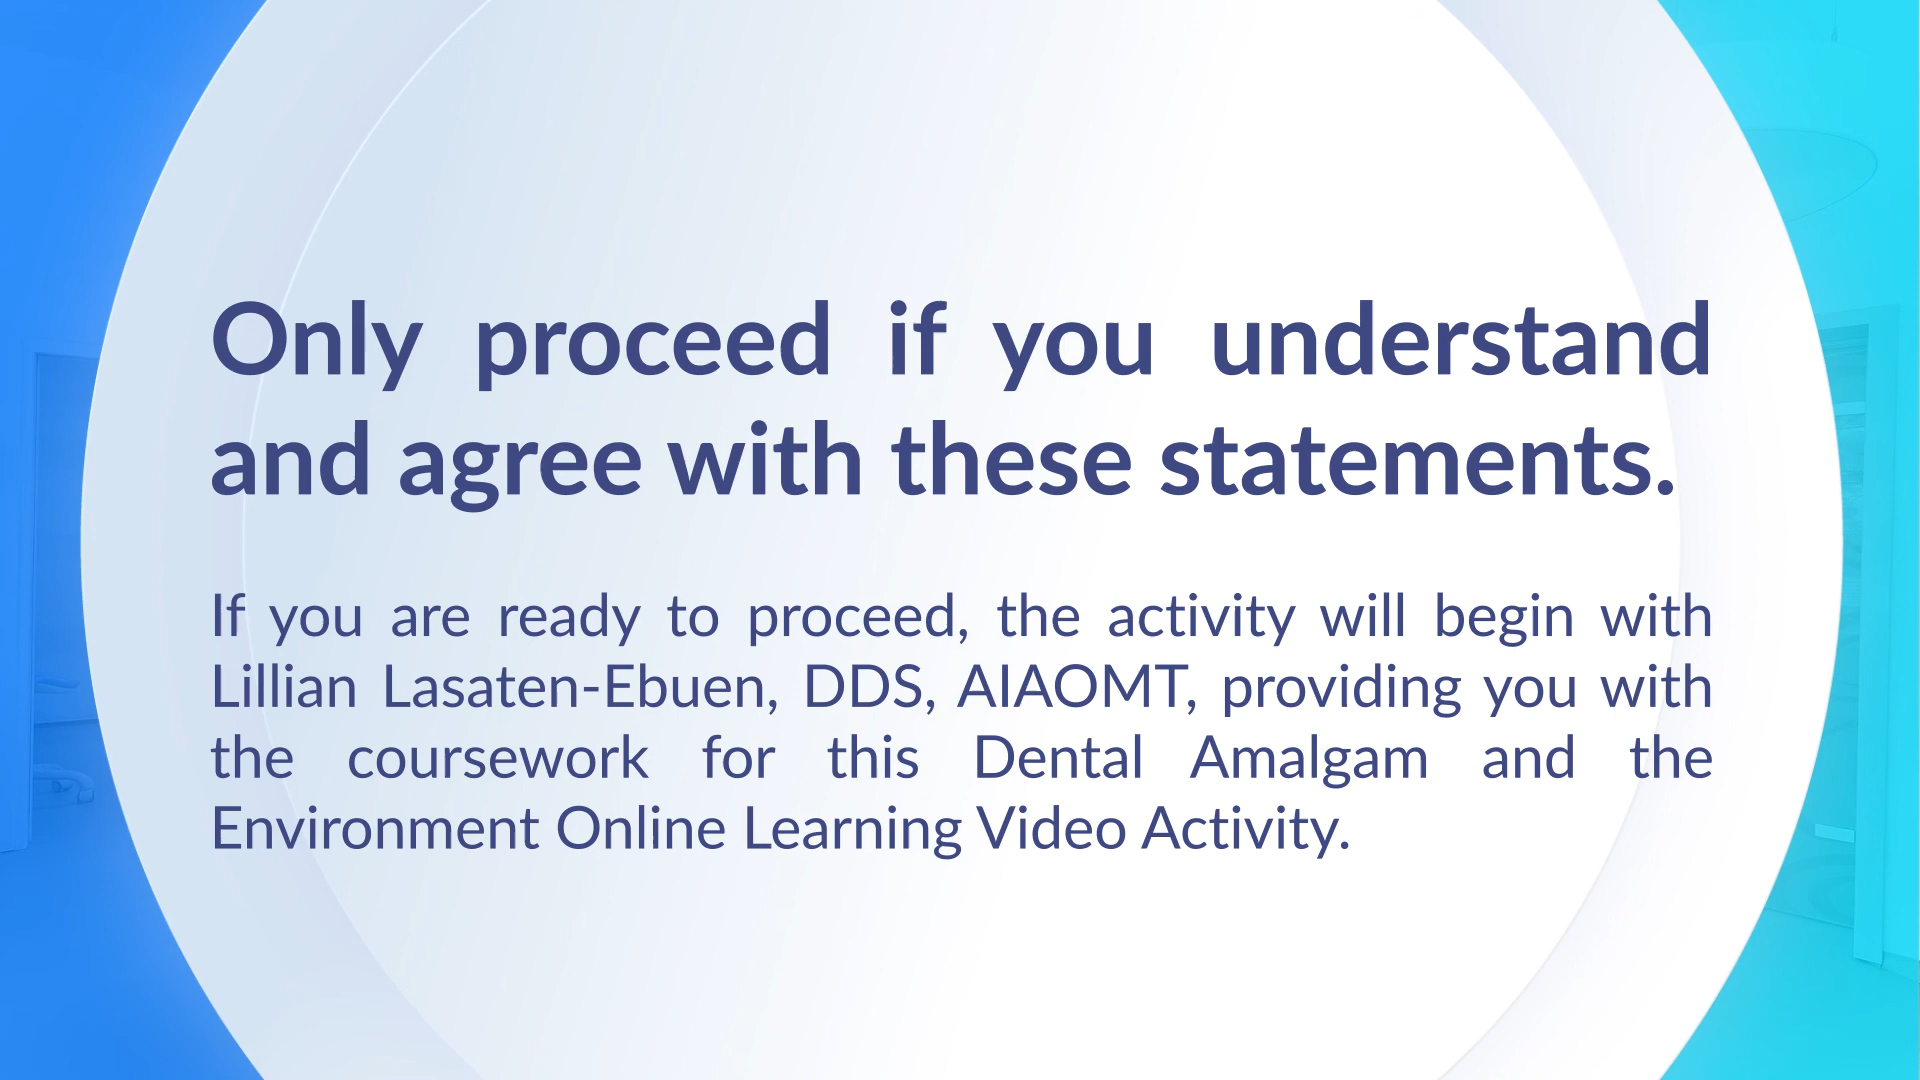 Only proceed if you understand
and agree with these statements.
If you are ready to proceed, the activity will begin with
Lillian Lasaten-Ebuen, DDS, AIAOMT, providing you with
the coursework for this Dental Amalgam and the
Environment Online Learning Video Activity.